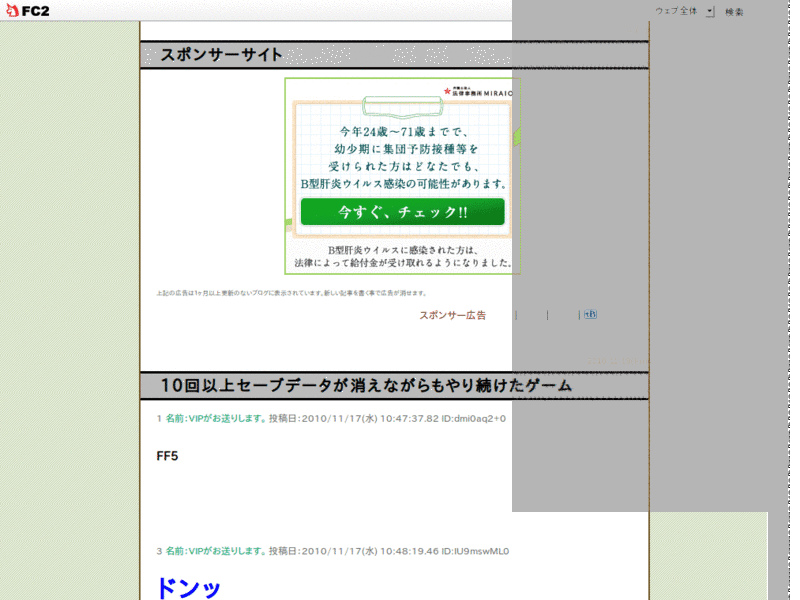 FC2
ウェブ全体 検索
スポンサーサイト
法律事務所MIRAIO
今年24歳~71歳までで、
幼少期に集団予防接種等を
受けられた方はどなたでも、
B型肝炎ウイルス感染の可能性があります。
今すぐ、チェック!!
B型肝炎ウイルスに感染された方は、
法律によって給付金が受け取れるようになりました。
上記の広告は1ヶ月以上更新のないブログに表示されています。新しい記事を書く事で広告が消せます。
スポンサー広告 | | |
10回以上セーブデータが消えながらもやり続けたゲーム
1 名前:VIPがお送りします。 投稿日:2010/11/17(水) 10:47:37.82 ID:dmi0aq2+0
FF5
3 名前:VIPがお送りします。 投稿日:2010/11/17(水) 10:48:19.46 ID:IU9mswML0
ドンッ